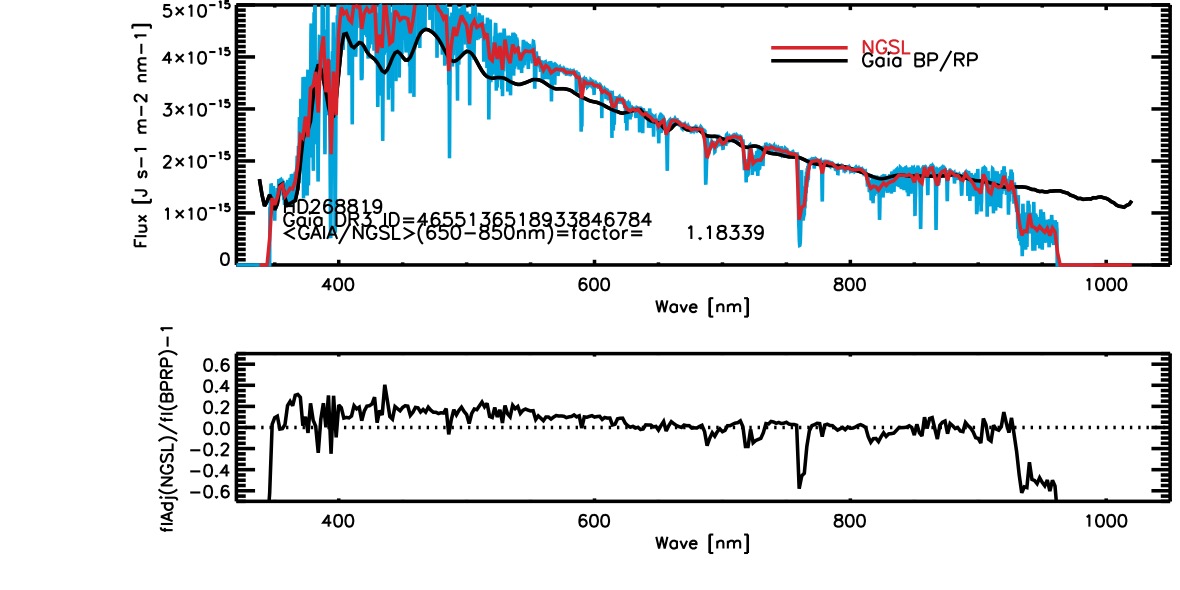 5×10⁻¹⁵
4×10⁻¹⁵
3×10⁻¹⁵
2×10⁻¹⁵
1×10⁻¹⁵
0
Flux [J s−1 m−2 nm−1]
NGSL
Gaia BP/RP
HD268819
Gaia DR3 ID=4655136518933846784
<GAIA/NGSL>(650−850nm)=factor= 1.18339
400 600 800 1000
Wave [nm]
0.6
0.4
0.2
0.0
−0.2
−0.4
−0.6
flAdj(NGSL)/fl(BPRP)−1
400 600 800 1000
Wave [nm]